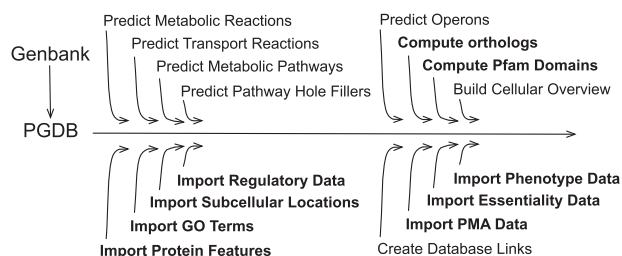 Genbank
PGDB
Predict Metabolic Reactions
Predict Transport Reactions
Predict Metabolic Pathways
Predict Pathway Hole Fillers
Predict Operons
Compute orthologs
Compute Pfam Domains
Build Cellular Overview
Import Regulatory Data
Import Subcellular Locations
Import GO Terms
Import Protein Features
Import Phenotype Data
Import Essentiality Data
Import PMA Data
Create Database Links